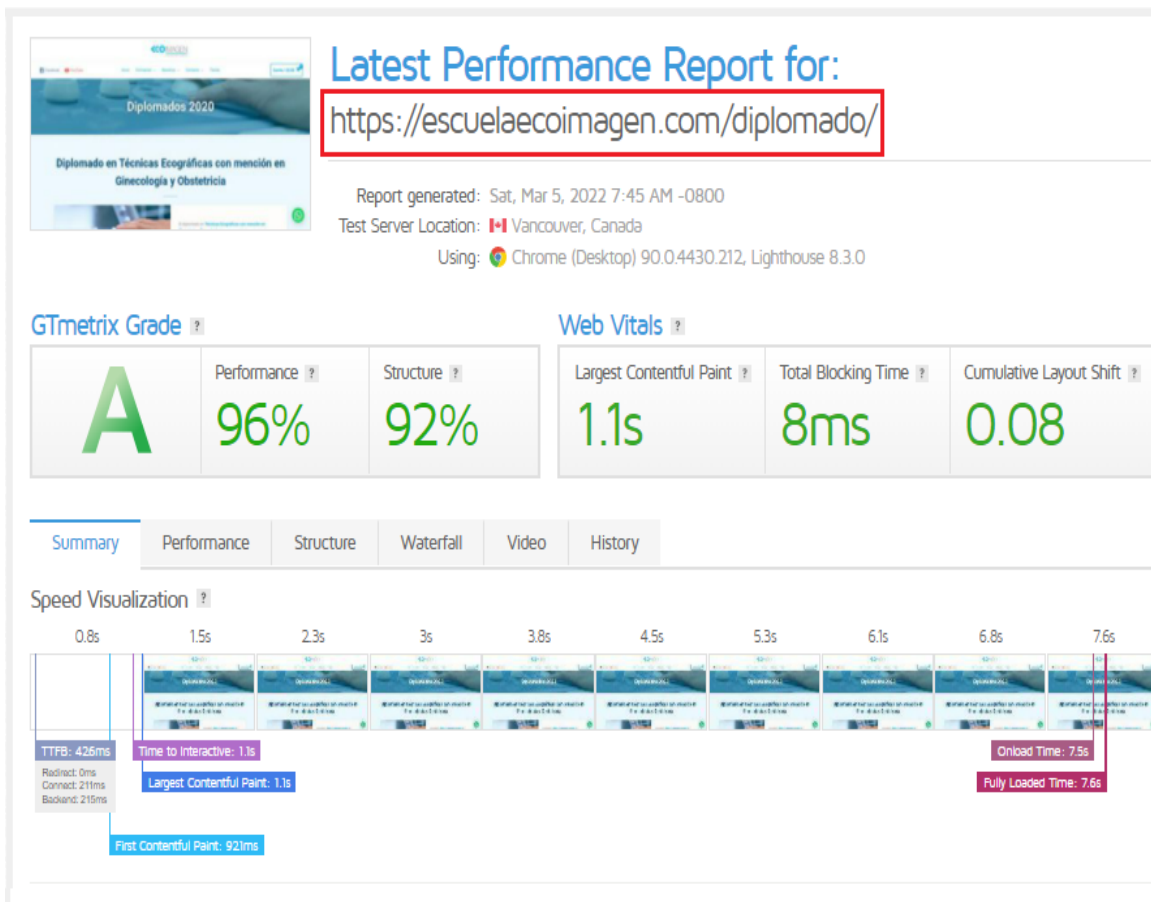 Latest Performance Report for:
https://escuelaecoimagen.com/diplomado/
Diplomados 2020
Diplomado en Técnicas Ecográficas con mención en
Ginecología y Obstetricia
Report generated: Sat, Mar 5, 2022 7:45 AM -0800
Test Server Location: Vancouver, Canada
Using: Chrome (Desktop) 90.0.4430.212, Lighthouse 8.3.0
GTmetrix Grade ?
Web Vitals ?
A
Performance ?
96%
Structure ?
92%
Largest Contentful Paint ?
1.1s
Total Blocking Time ?
8ms
Cumulative Layout Shift ?
0.08
Summary Performance Structure Waterfall Video History
Speed Visualization ?
0.8s 1.5s 2.3s 3s 3.8s 4.5s 5.3s 6.1s 6.8s 7.6s
TTFB: 426ms
Redirect: 0ms
Connect: 211ms
Backend: 215ms
Time to Interactive: 1.1s
Onload Time: 7.5s
Largest Contentful Paint: 1.1s
Fully Loaded Time: 7.6s
First Contentful Paint: 921ms